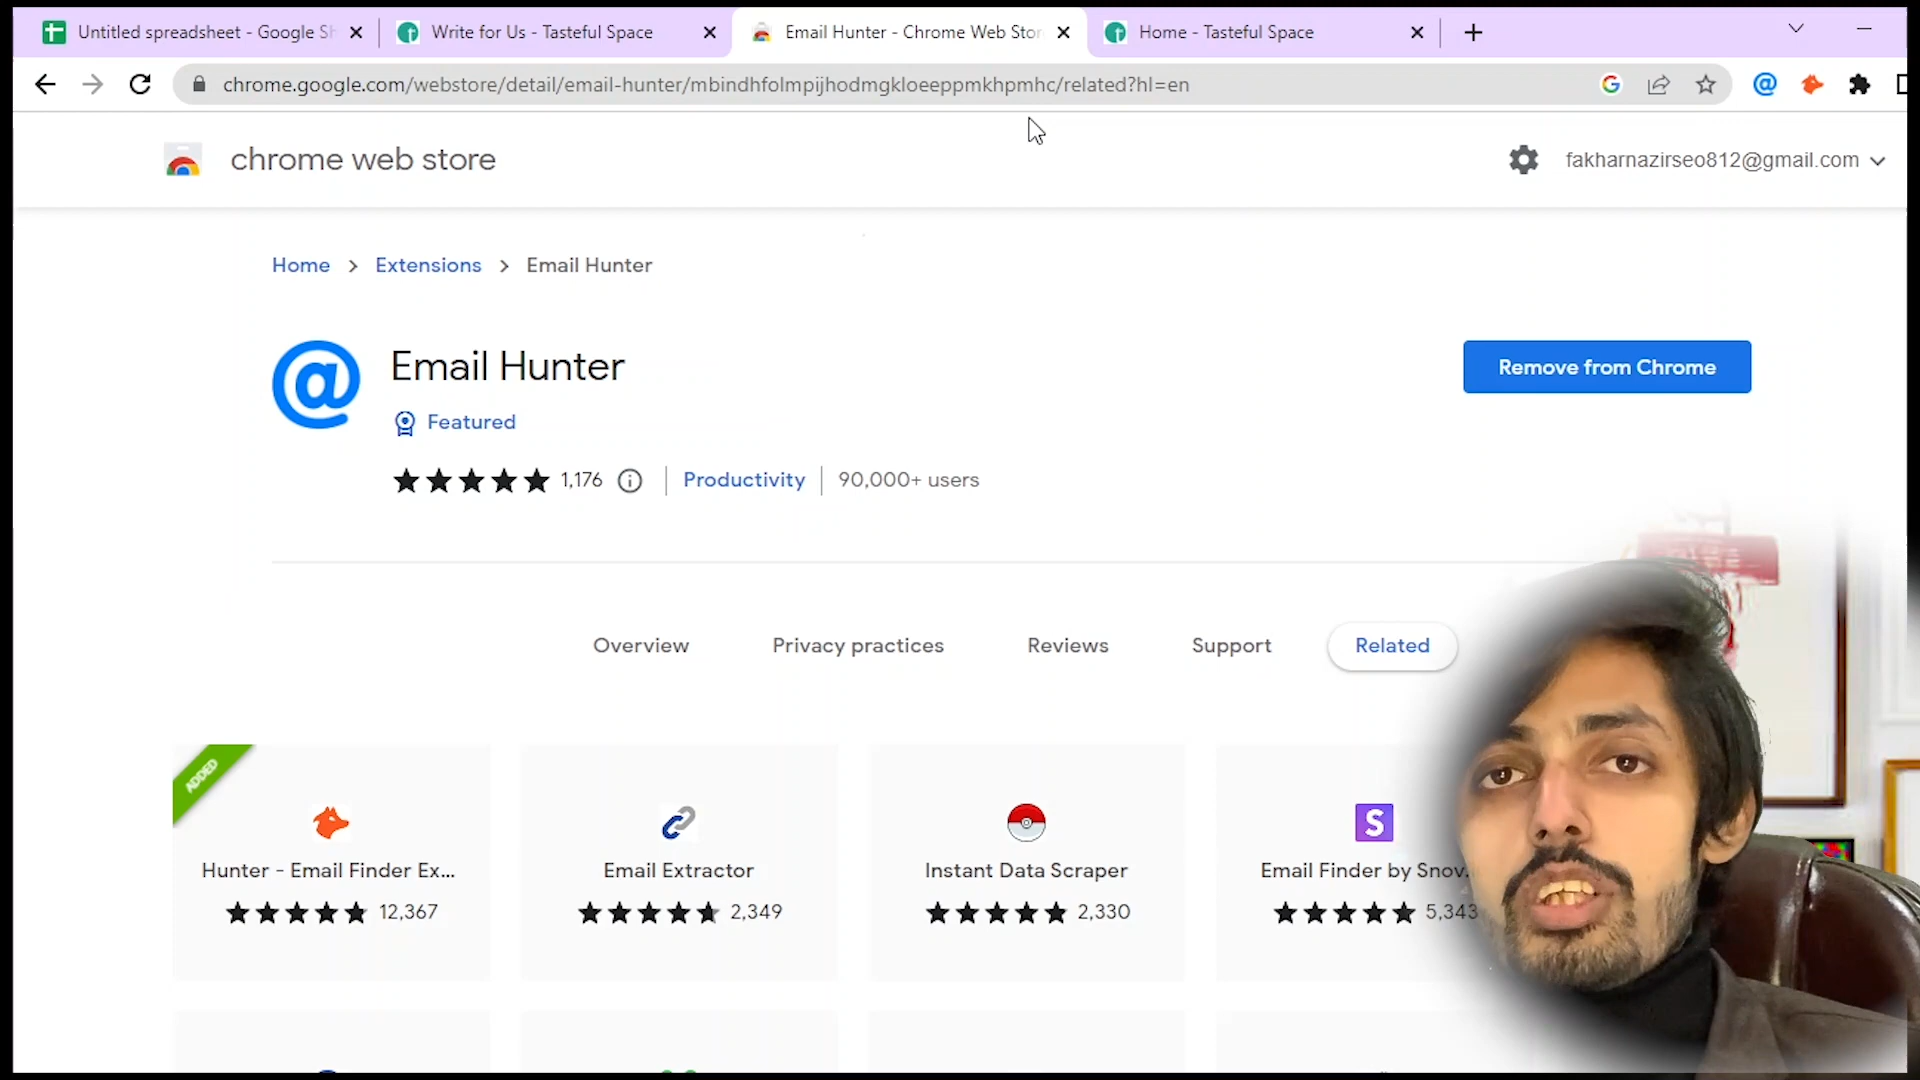 Untitled spreadsheet - Google Sh
Write for Us - Tasteful Space
Email Hunter - Chrome Web Stor
Home - Tasteful Space
chrome.google.com/webstore/detail/email-hunter/mbindhfolmpijhodmgkloeeppmkhpmhc/related?hl=en
chrome web store
fakharnazirseo812@gmail.com
Home > Extensions > Email Hunter
Email Hunter
Remove from Chrome
Featured
1,176
Productivity
90,000+ users
Overview
Privacy practices
Reviews
Support
Related
ADDED
Hunter - Email Finder Ex...
12,367
Email Extractor
2,349
Instant Data Scraper
2,330
Email Finder by Snov.
5,343